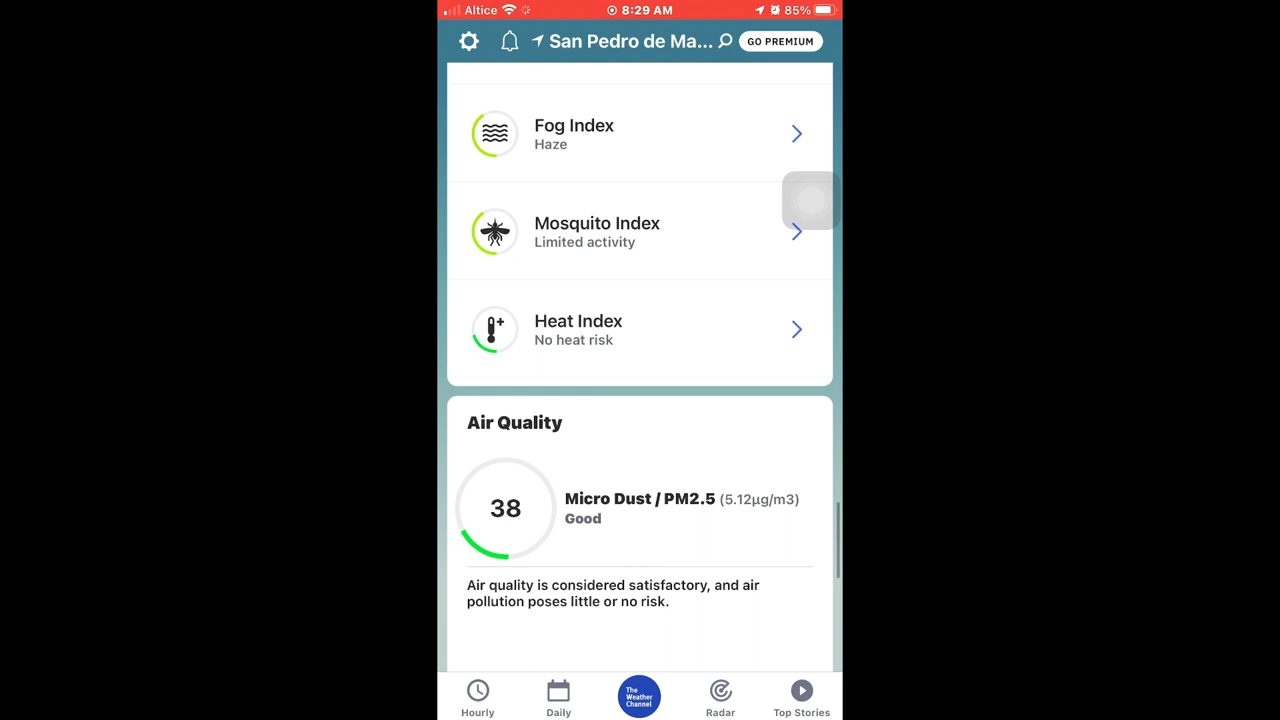 Altice 8:29 AM 85%
San Pedro de Ma... GO PREMIUM
Fog Index
Haze
Mosquito Index
Limited activity
Heat Index
No heat risk
Air Quality
38
Micro Dust / PM2.5 (5.12µg/m3)
Good
Air quality is considered satisfactory, and air
pollution poses little or no risk.
The
Weather
Channel
Hourly Daily Radar Top Stories